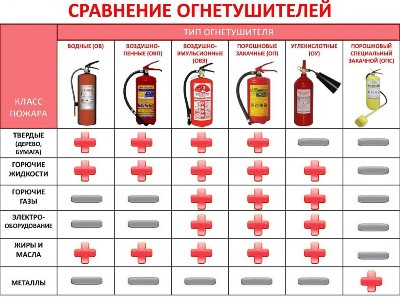 СРАВНЕНИЕ ОГНЕТУШИТЕЛЕЙ
ТИП ОГНЕТУШИТЕЛЯ
КЛАСС
ПОЖАРА
ВОДНЫЕ (ОВ)
ВОЗДУШНО-
ПЕННЫЕ (ОВП)
ВОЗДУШНО-
ЭМУЛЬСИОННЫЕ
(ОВЭ)
ПОРОШКОВЫЕ
ЗАКАЧНЫЕ (ОП)
УГЛЕКИСЛОТНЫЕ
(ОУ)
ПОРОШКОВЫЙ
СПЕЦИАЛЬНЫЙ
ЗАКАЧНОЙ (ОПС)
ТВЕРДЫЕ
(ДЕРЕВО,
БУМАГА)
ГОРЮЧИЕ
ЖИДКОСТИ
ГОРЮЧИЕ
ГАЗЫ
ЭЛЕКТРО-
ОБОРУДОВАНИЕ
ЖИРЫ И
МАСЛА
МЕТАЛЛЫ